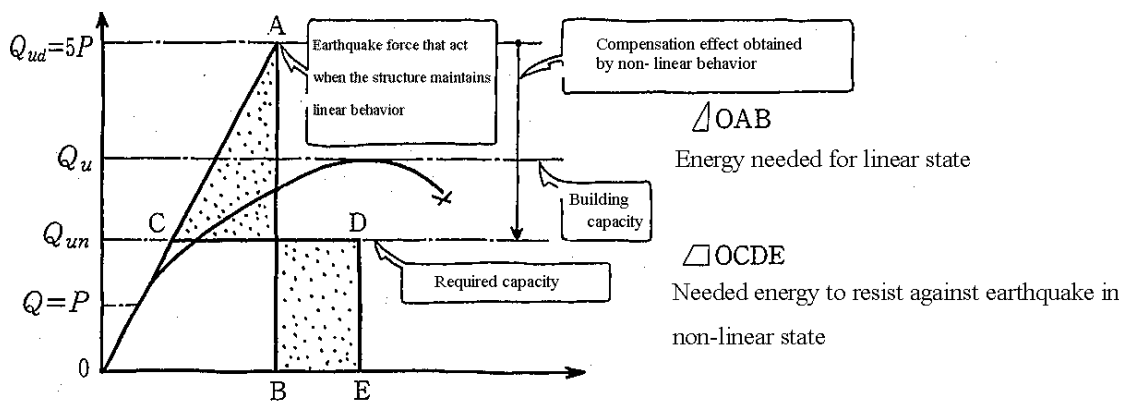 A
Q_ud=5P
Earthquake force that act
when the structure maintains
linear behavior
Compensation effect obtained
by non- linear behavior
OAB
Energy needed for linear state
Q_u
Building
capacity
C
D
Q_un
OCDE
Required capacity
Needed energy to resist against earthquake in
non-linear state
Q=P
0
B
E